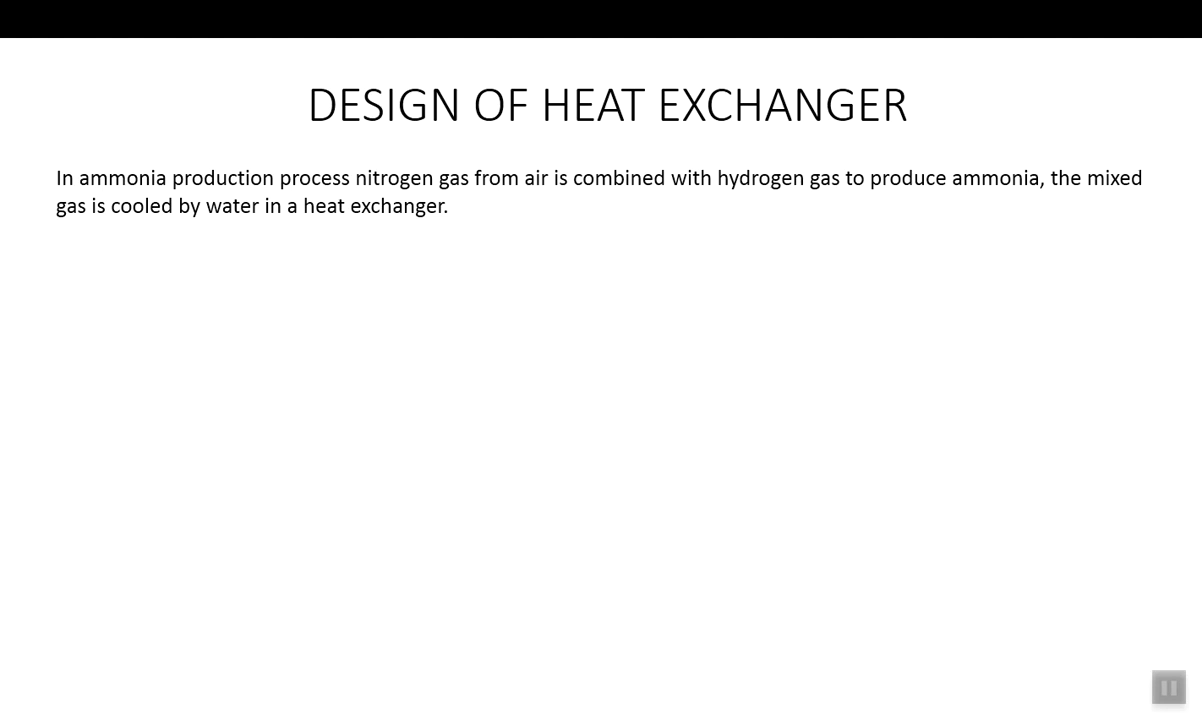 DESIGN OF HEAT EXCHANGER
In ammonia production process nitrogen gas from air is combined with hydrogen gas to produce ammonia, the mixed
gas is cooled by water in a heat exchanger.